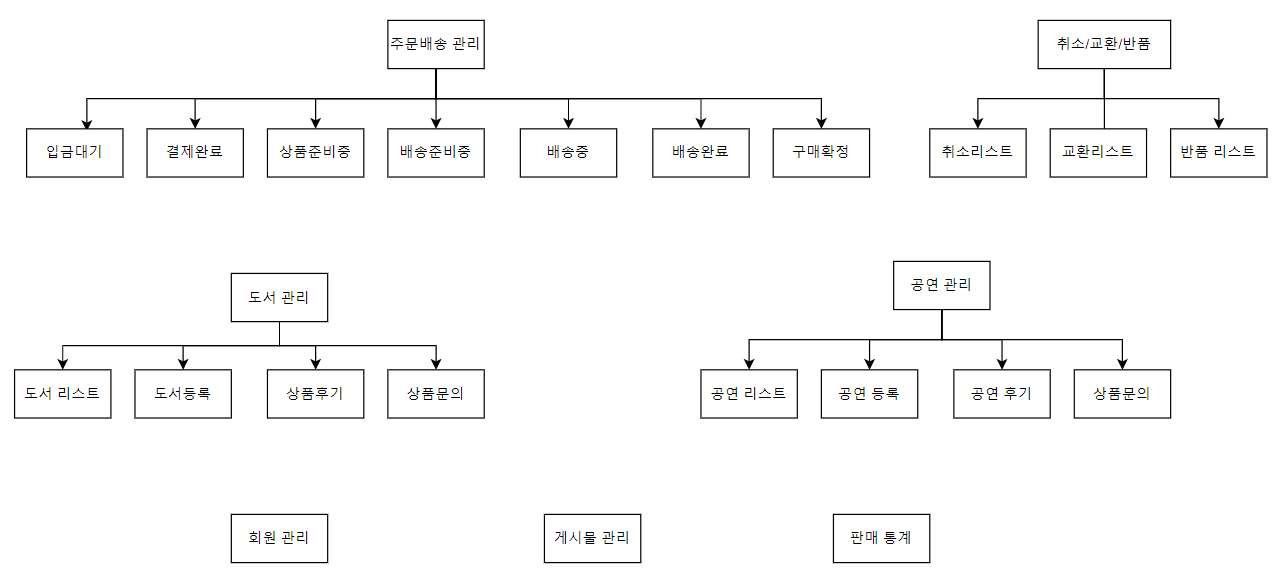 주문배송 관리
취소/교환/반품
입금대기
결제완료
상품준비중
배송준비중
배송중
배송완료
구매확정
취소리스트
교환리스트
반품 리스트
도서 관리
공연 관리
도서 리스트
도서등록
상품후기
상품문의
공연 리스트
공연 등록
공연 후기
상품문의
회원 관리
게시물 관리
판매 통계